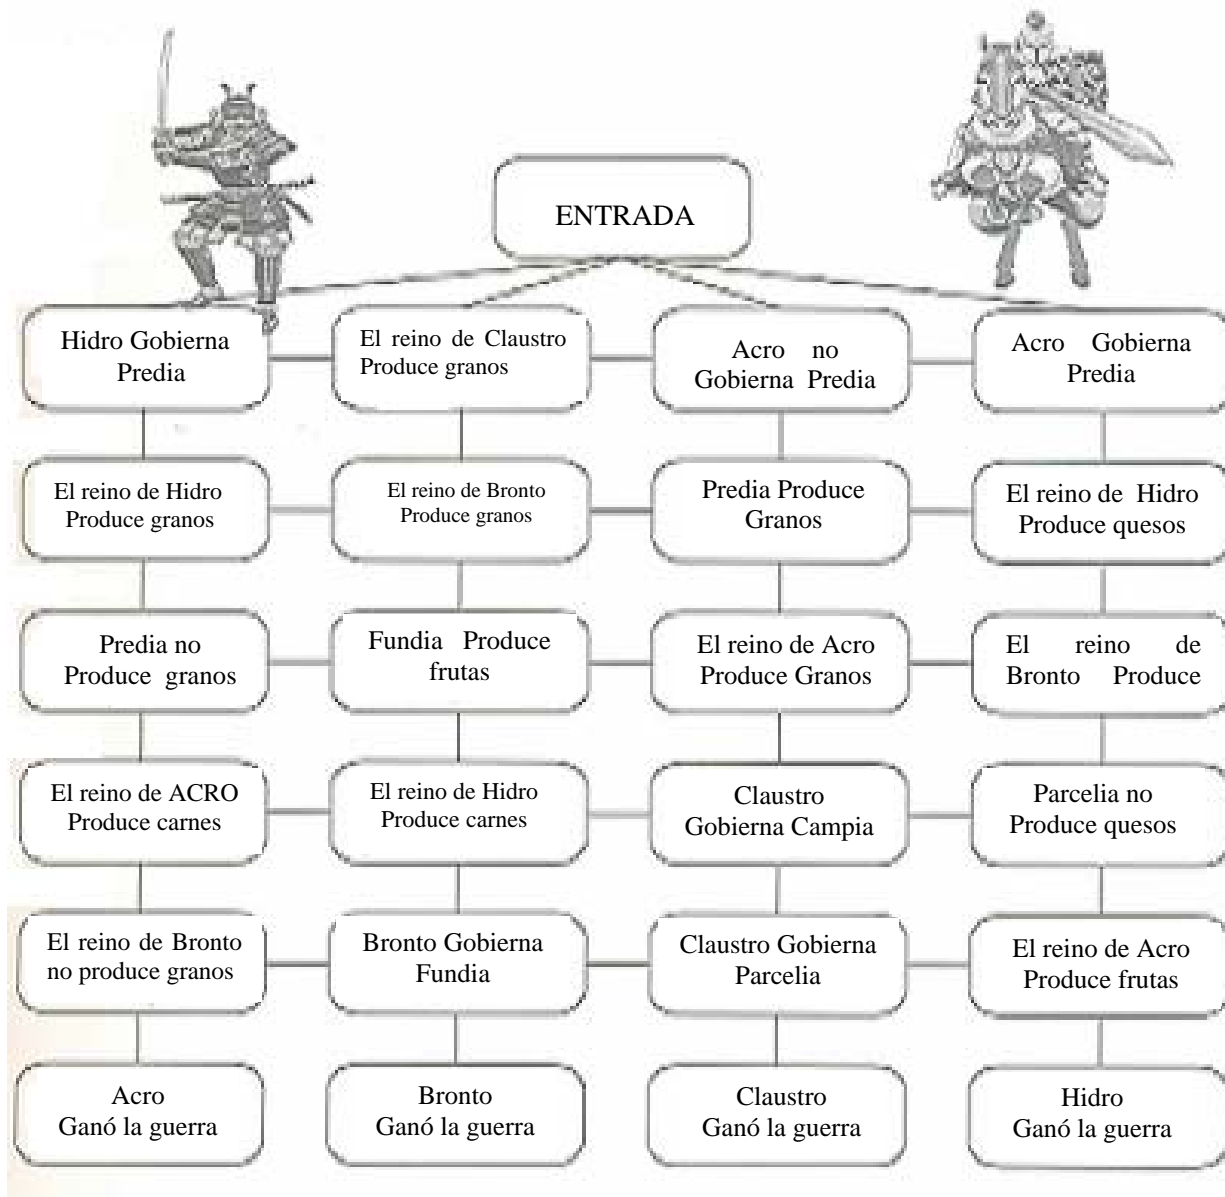 ENTRADA
Hidro Gobierna
Predia
El reino de Claustro
Produce granos
Acro no
Gobierna Predia
Acro Gobierna
Predia
El reino de Hidro
Produce granos
El reino de Bronto
Produce granos
Predia Produce
Granos
El reino de Hidro
Produce quesos
Predia no
Produce granos
Fundia Produce
frutas
El reino de Acro
Produce Granos
El reino de
Bronto Produce
El reino de ACRO
Produce carnes
El reino de Hidro
Produce carnes
Claustro
Gobierna Campia
Parcelia no
Produce quesos
El reino de Bronto
no produce granos
Bronto Gobierna
Fundia
Claustro Gobierna
Parcelia
El reino de Acro
Produce frutas
Acro
Ganó la guerra
Bronto
Ganó la guerra
Claustro
Ganó la guerra
Hidro
Ganó la guerra